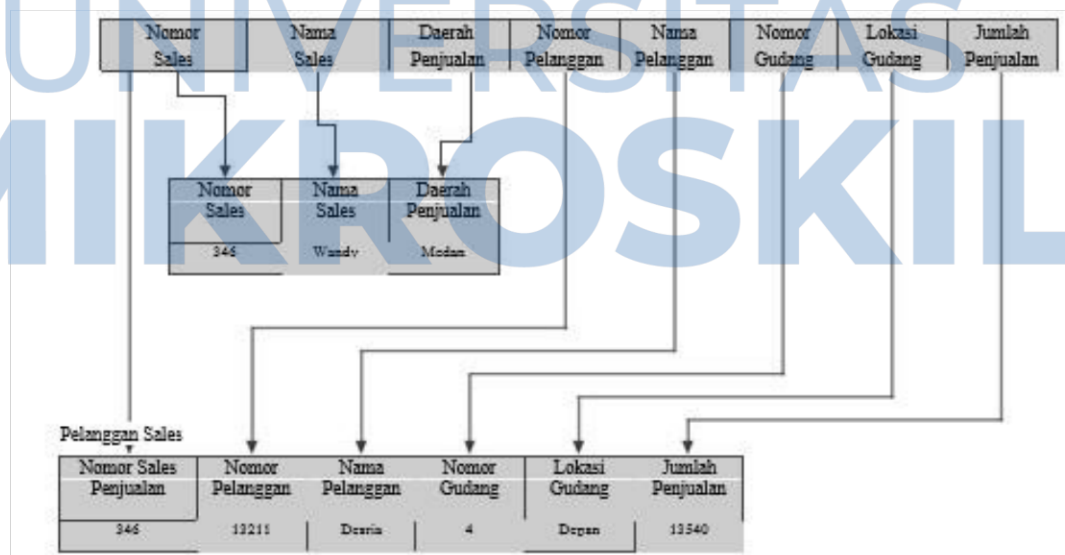 UNIVERSITAS
MIKROSKIL
Nomor Sales Nama Sales Daerah Penjualan Nomor Pelanggan Nama Pelanggan Nomor Gudang Lokasi Gudang Jumlah Penjualan
Nomor Sales Nama Sales Daerah Penjualan
346 Wandy Medan
Pelanggan Sales
Nomor Sales Penjualan Nomor Pelanggan Nama Pelanggan Nomor Gudang Lokasi Gudang Jumlah Penjualan
346 13211 4 Depan 13540